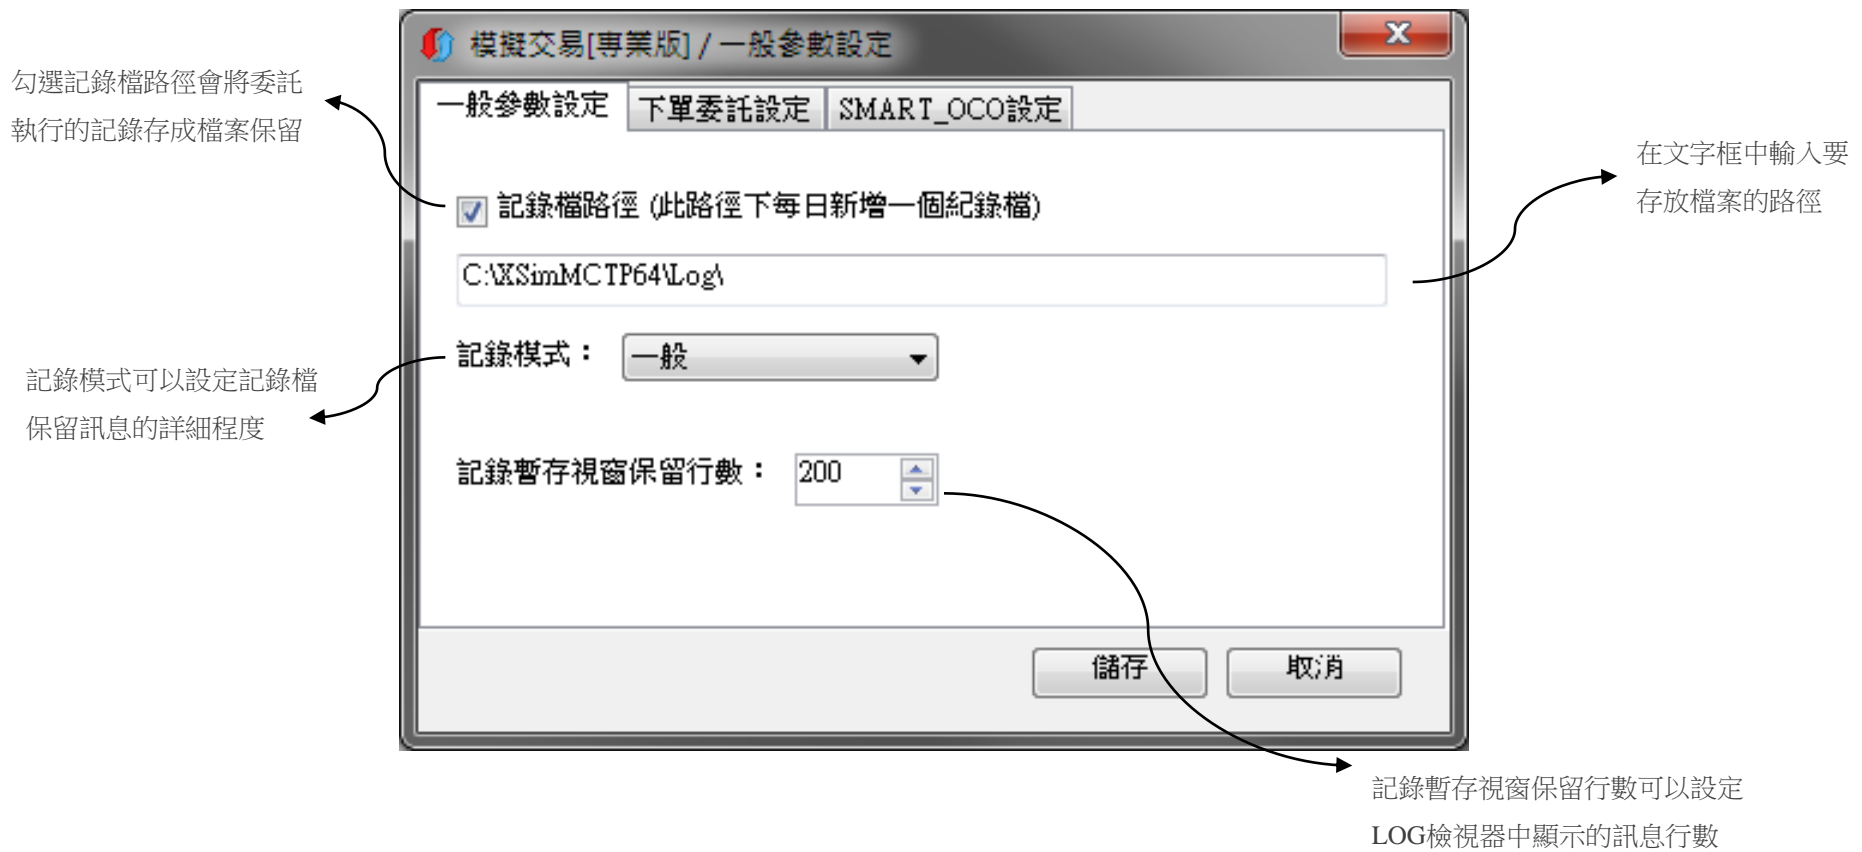 模擬交易[專業版] / 一般參數設定
勾選記錄檔路徑會將委託
執行的記錄存成檔案保留
一般參數設定 下單委託設定 SMART_OCO設定
在文字框中輸入要
存放檔案的路徑
記錄檔路徑 (此路徑下每日新增一個紀錄檔)
C:\XSimMCTP64\Log\
記錄模式： 一般
記錄模式可以設定記錄檔
保留訊息的詳細程度
記錄暫存視窗保留行數： 200
儲存 取消
記錄暫存視窗保留行數可以設定
LOG檢視器中顯示的訊息行數